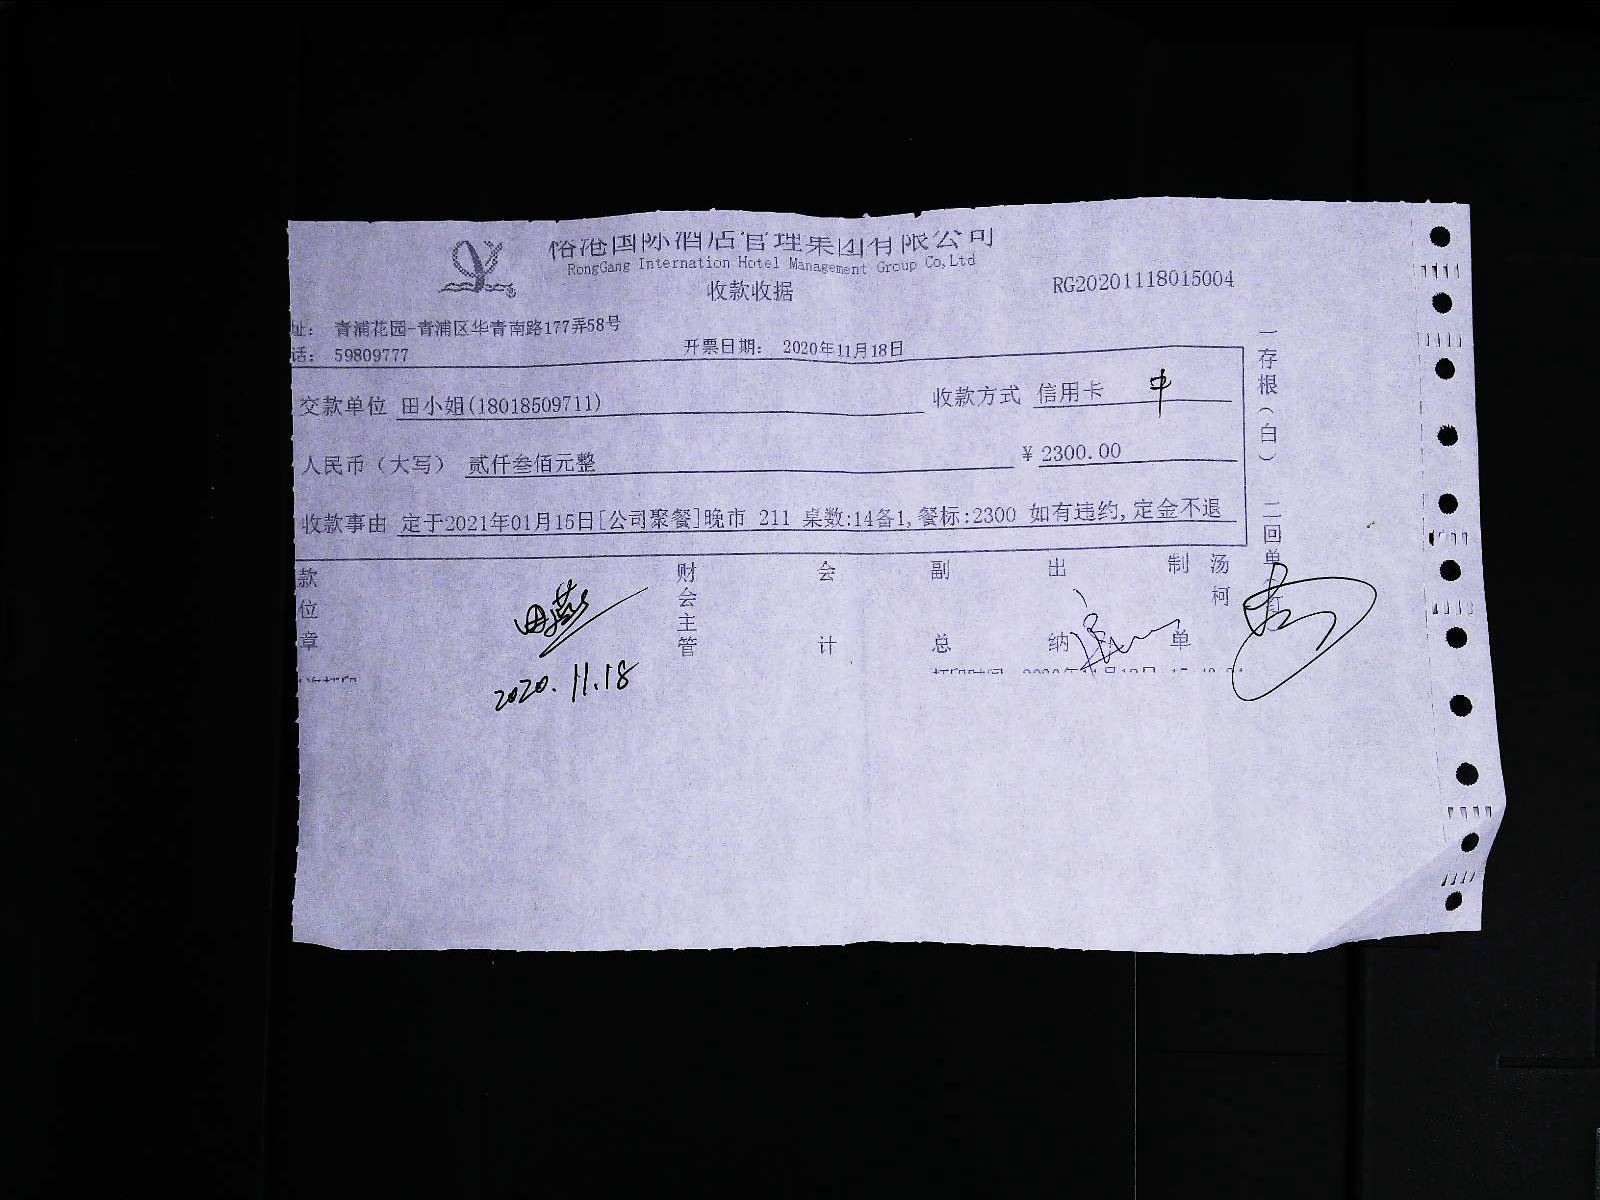 国际酒店管理集团有限公司
RongGang Internation Hotel Management Group Co,Ltd
收款收据
RG20201118015004
址： 青浦花园-青浦区华青南路177弄58号
话： 59809777
开票日期： 2020年11月18日
交款单位 田小姐(18018509711)
收款方式 信用卡 中
人民币（大写） 贰仟叁佰元整
￥2300.00
收款事由 定于2021年01月15日[公司聚餐]晚市 211 桌数:14备1,餐标:2300 如有违约,定金不退
一存根（白） 二回单
款位章
田燕
2020.11.18
财会主管
会计
副总
出纳
制单
汤柯